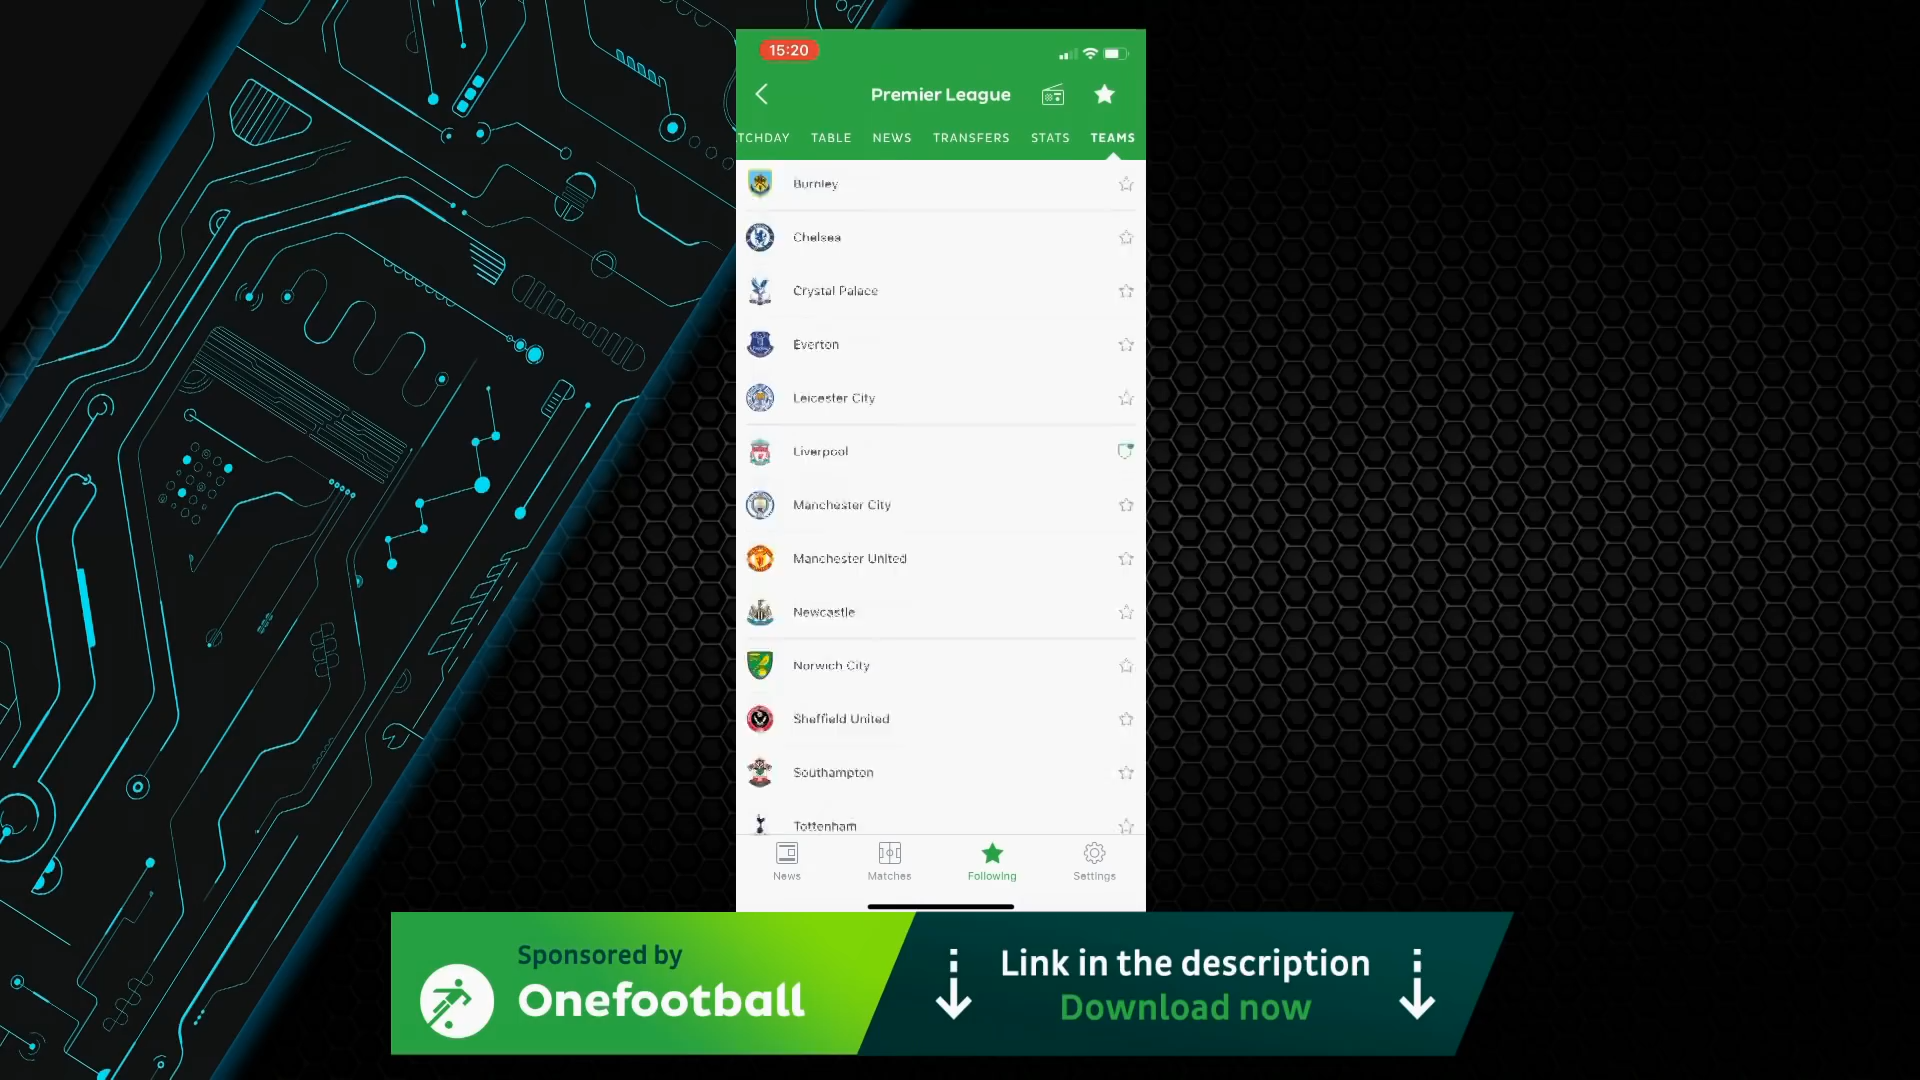 15:20
Premier League
TCHDAY TABLE NEWS TRANSFERS STATS TEAMS
Burnley
Chelsea
Crystal Palace
Everton
Leicester City
Liverpool
Manchester City
Manchester United
Newcastle
Norwich City
Sheffield United
Southampton
Tottenham
News Matches Following Settings
Sponsored by
Onefootball
Link in the description
Download now